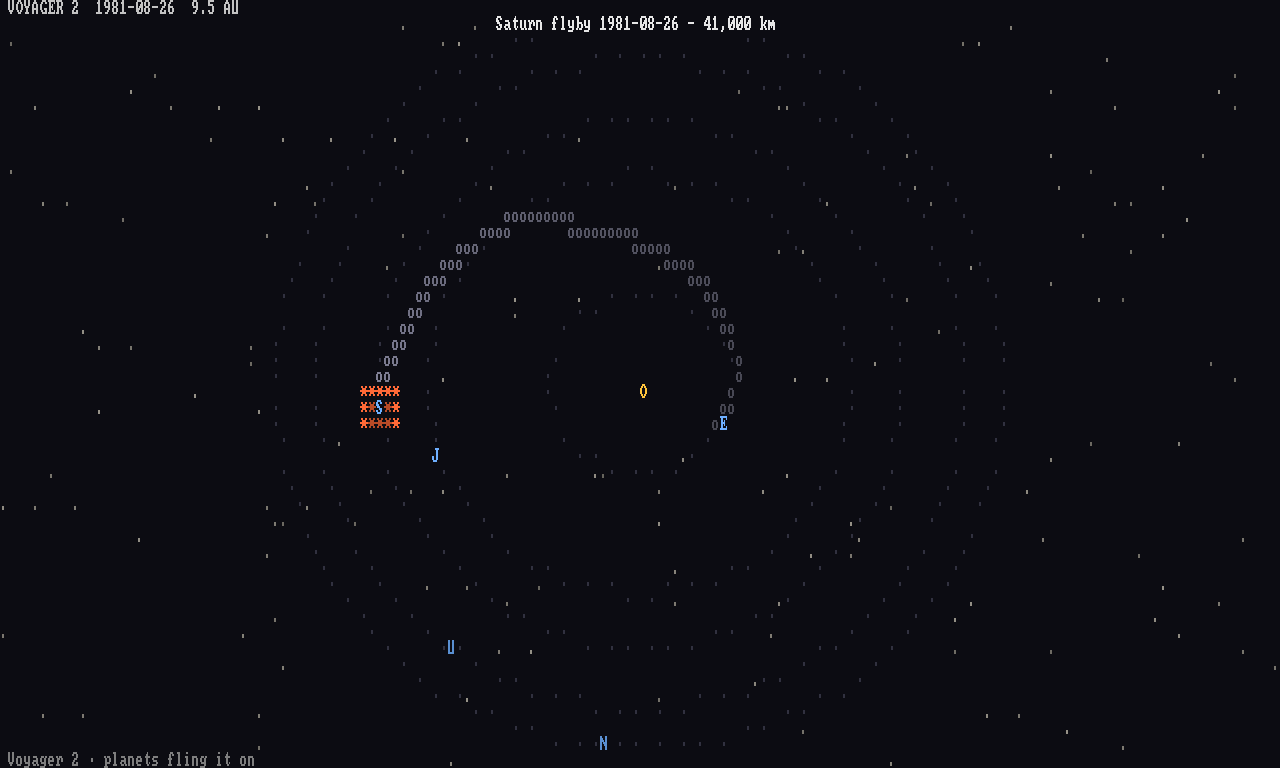 VOYAGER 2  1981-08-26  9.5 AU
Saturn flyby 1981-08-26 - 41,000 km
S
E
J
U
N
Voyager 2 · planets fling it on